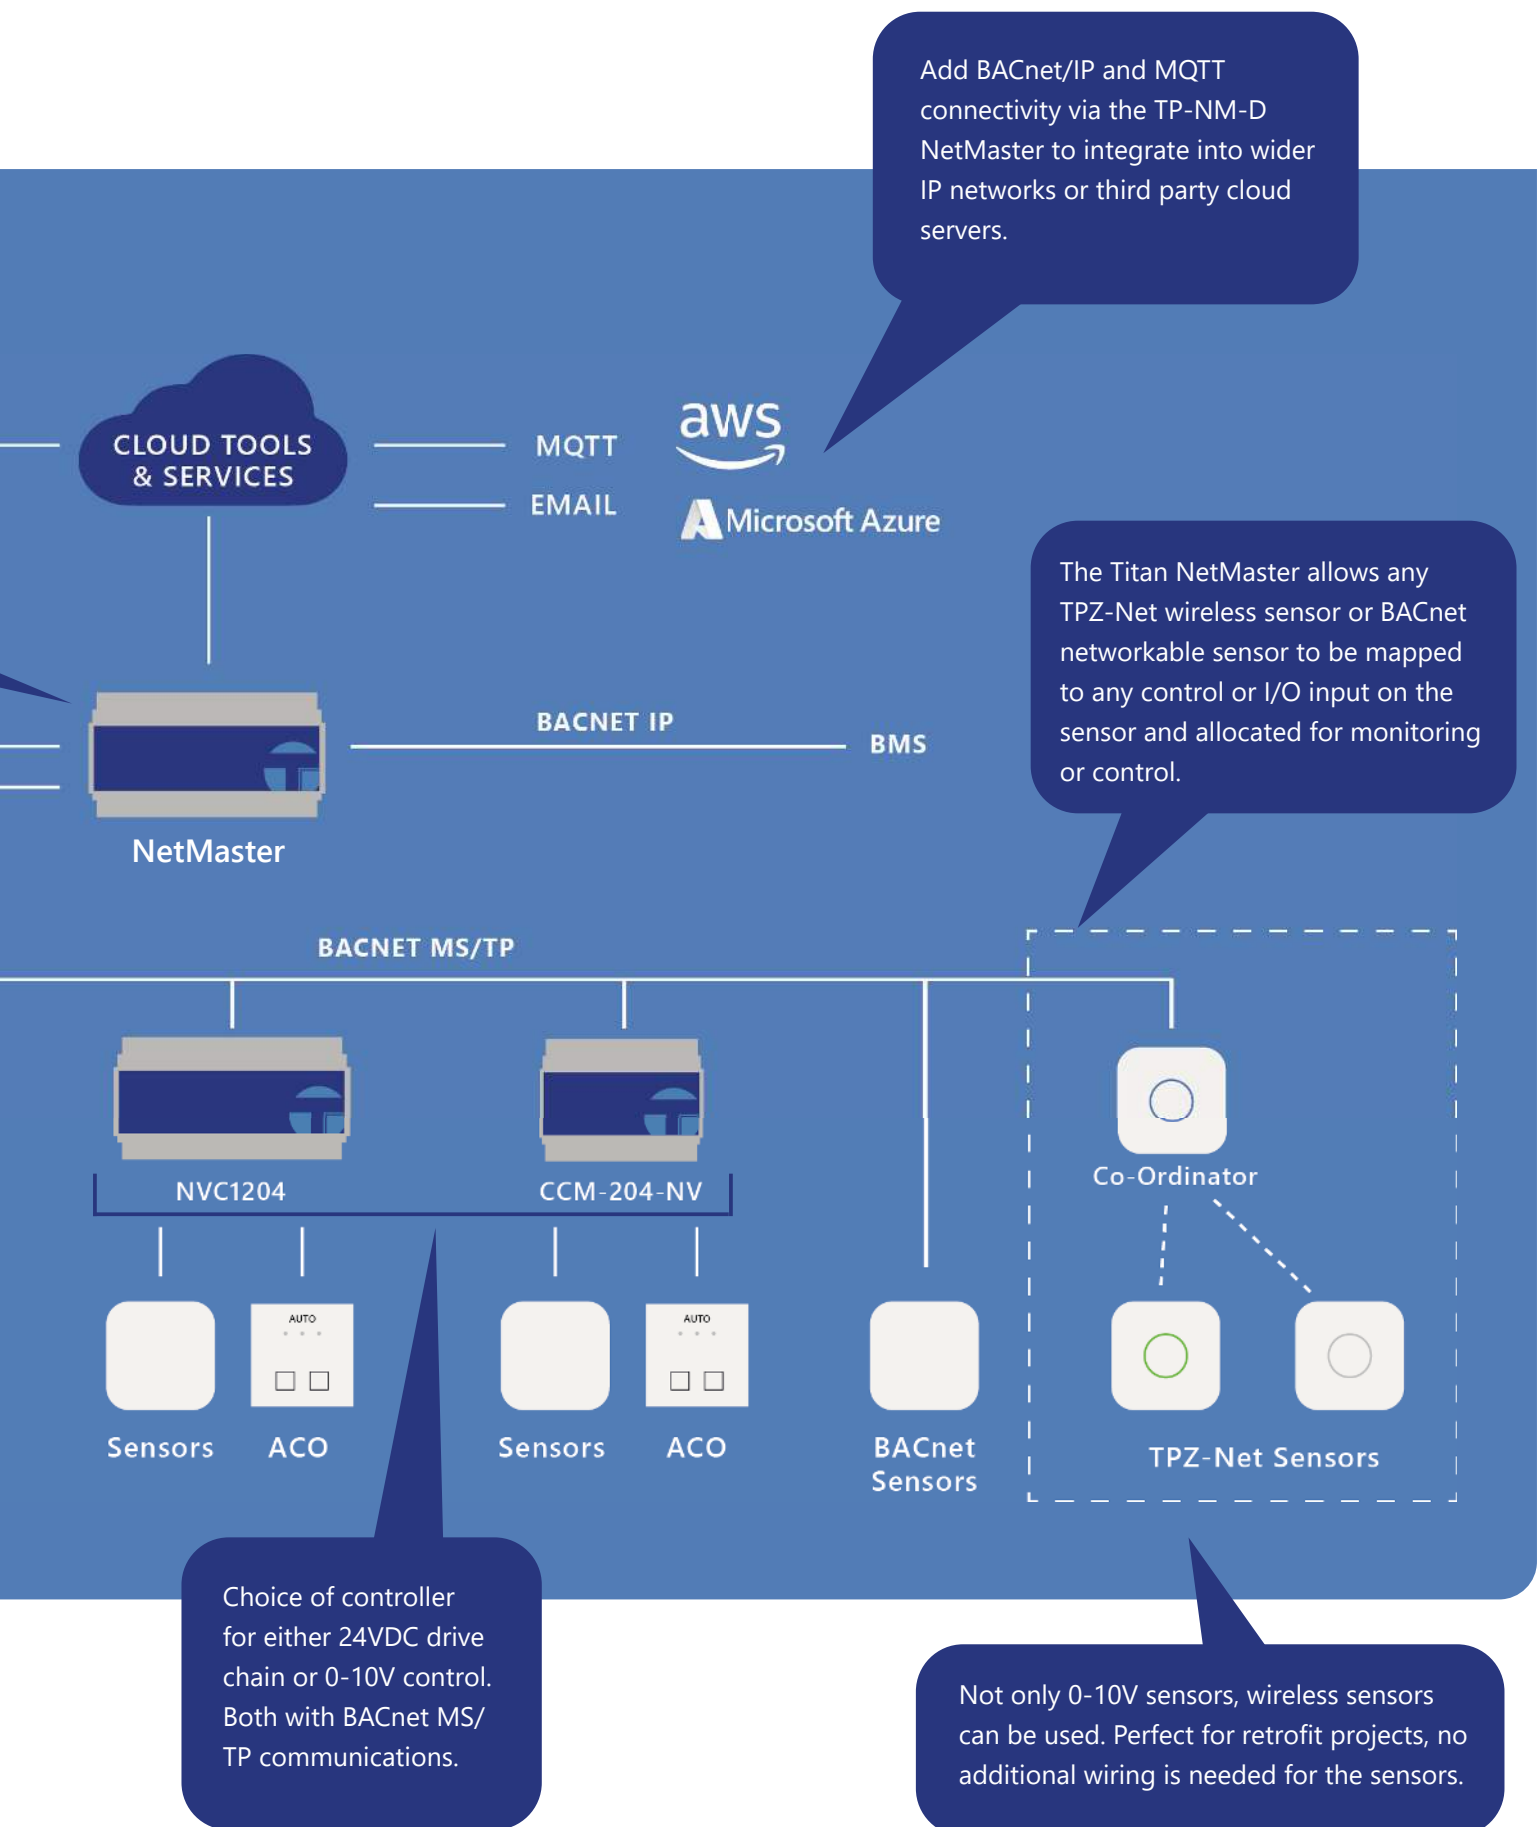 Add BACnet/IP and MQTT
connectivity via the TP-NM-D
NetMaster to integrate into wider
IP networks or third party cloud
servers.
CLOUD TOOLS
& SERVICES
MQTT
EMAIL
aws
Microsoft Azure
The Titan NetMaster allows any
TPZ-Net wireless sensor or BACnet
networkable sensor to be mapped
to any control or I/O input on the
sensor and allocated for monitoring
or control.
BACNET IP
BMS
NetMaster
BACNET MS/TP
NVC1204
CCM-204-NV
Co-Ordinator
AUTO
AUTO
Sensors
ACO
Sensors
ACO
BACnet
Sensors
TPZ-Net Sensors
Choice of controller
for either 24VDC drive
chain or 0-10V control.
Both with BACnet MS/
TP communications.
Not only 0-10V sensors, wireless sensors
can be used. Perfect for retrofit projects, no
additional wiring is needed for the sensors.